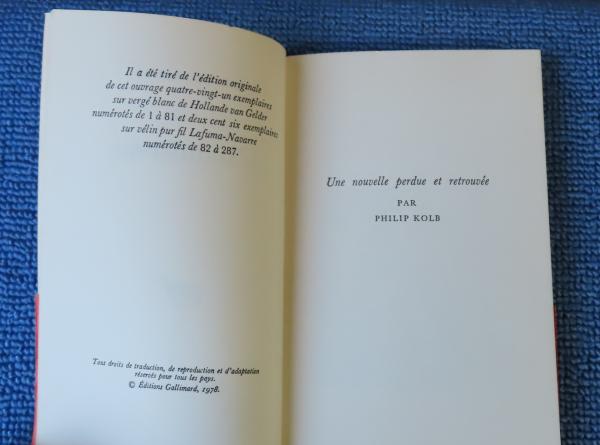 Il a été tiré de l'édition originale
de cet ouvrage quatre-vingt-un exemplaires
sur vergé blanc de Hollande van Gelder
numérotés de 1 à 81 et deux cent six exemplaires
sur vélin pur fil Lafuma-Navarre
numérotés de 82 à 287.
Tous droits de traduction, de reproduction et d'adaptation
réservés pour tous les pays.
© Éditions Gallimard, 1978.
Une nouvelle perdue et retrouvée
PAR
PHILIP KOLB